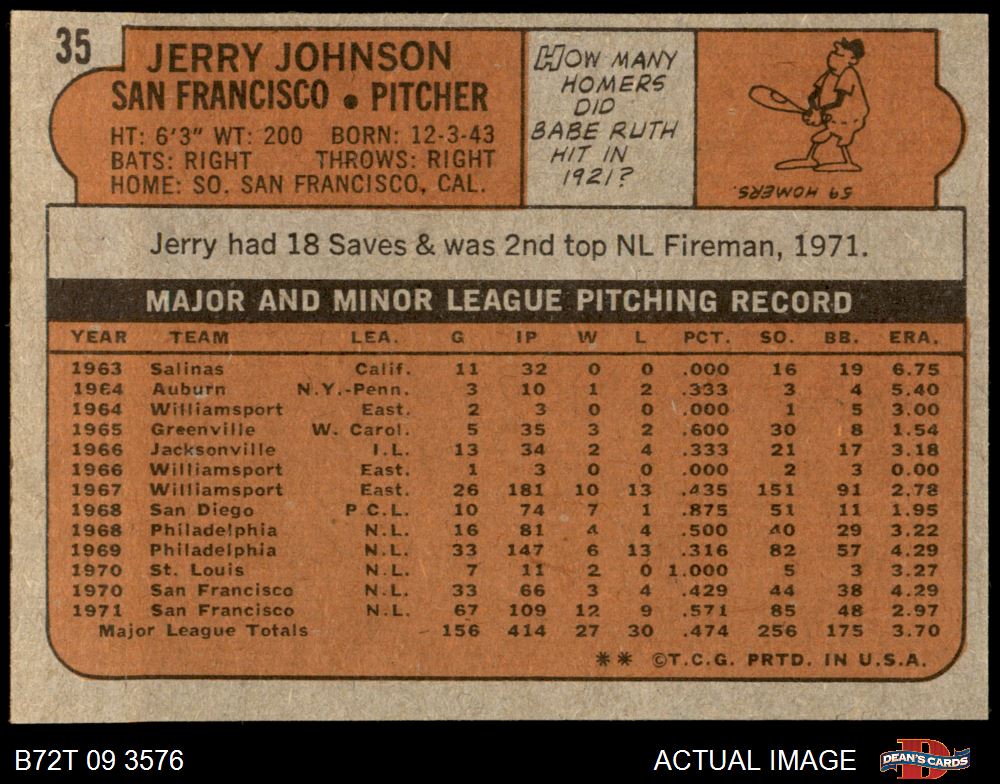 35
JERRY JOHNSON
SAN FRANCISCO • PITCHER
HT: 6'3" WT: 200 BORN: 12-3-43
BATS: RIGHT THROWS: RIGHT
HOME: SO. SAN FRANCISCO, CAL.
HOW MANY
HOMERS
DID
BABE RUTH
HIT IN
1921?
59 HOMERS.
Jerry had 18 Saves & was 2nd top NL Fireman, 1971.
MAJOR AND MINOR LEAGUE PITCHING RECORD
YEAR TEAM LEA. G IP W L PCT. SO. BB. ERA.
1963 Salinas Calif. 11 32 0 0 .000 16 19 6.75
1964 Auburn N.Y.-Penn. 3 10 1 2 .333 3 4 5.40
1964 Williamsport East. 2 3 0 0 .000 1 5 3.00
1965 Greenville W. Carol. 5 35 3 2 .600 30 8 1.54
1966 Jacksonville I.L. 13 34 2 4 .333 21 17 3.18
1966 Williamsport East. 1 3 0 0 .000 2 3 0.00
1967 Williamsport East. 26 181 10 13 .435 151 91 2.78
1968 San Diego P.C.L. 10 74 7 1 .875 51 11 1.95
1968 Philadelphia N.L. 16 81 4 4 .500 40 29 3.22
1969 Philadelphia N.L. 33 147 6 13 .316 82 57 4.29
1970 St. Louis N.L. 7 11 2 0 1.000 5 3 3.27
1970 San Francisco N.L. 33 66 3 4 .429 44 38 4.29
1971 San Francisco N.L. 67 109 12 9 .571 85 48 2.97
Major League Totals 156 414 27 30 .474 256 175 3.70
** ©T.C.G. PRTD. IN U.S.A.
B72T 09 3576
ACTUAL IMAGE
D
DEAN'S CARDS